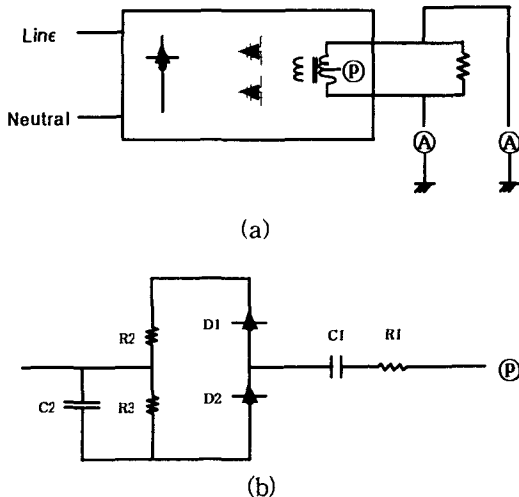 Line
P
Neutral
A A
(a)
R2 D1 C1 R1
P
C2 R3 D2
(b)